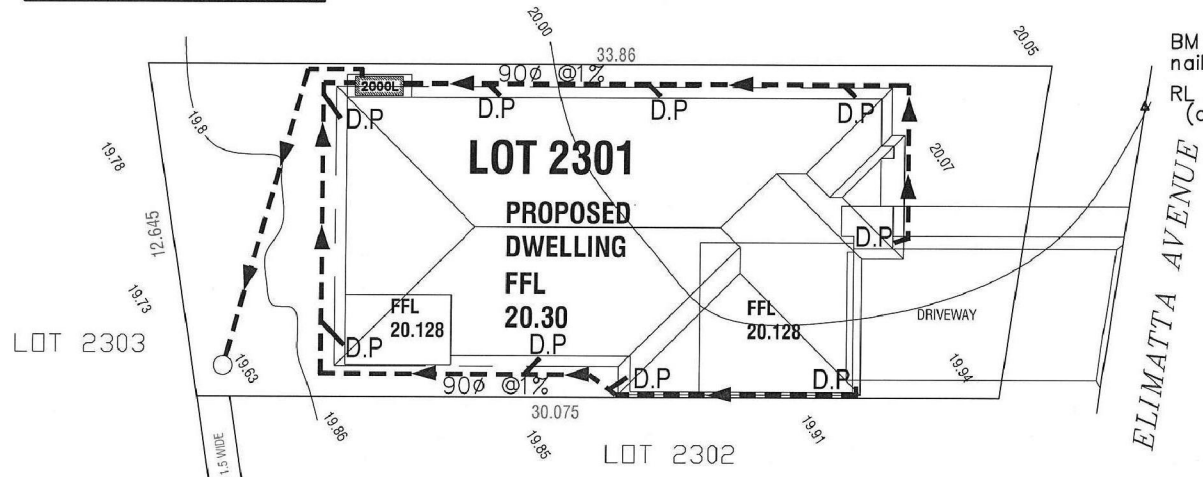 20.00
33.86
20.05
BM
nail
RL
(
90ø @1%
2000L
D.P
D.P
D.P
D.P
19.8
19.78
LOT 2301
20.07
PROPOSED
DWELLING
FFL
20.30
12.645
D.P
ELIMATTA AVENUE
19.73
FFL
20.128
FFL
20.128
DRIVEWAY
LOT 2303
D.P
D.P
19.63
90ø @1%
D.P
D.P
19.94
30.075
19.86
19.85
19.91
LOT 2302
1.5 WIDE